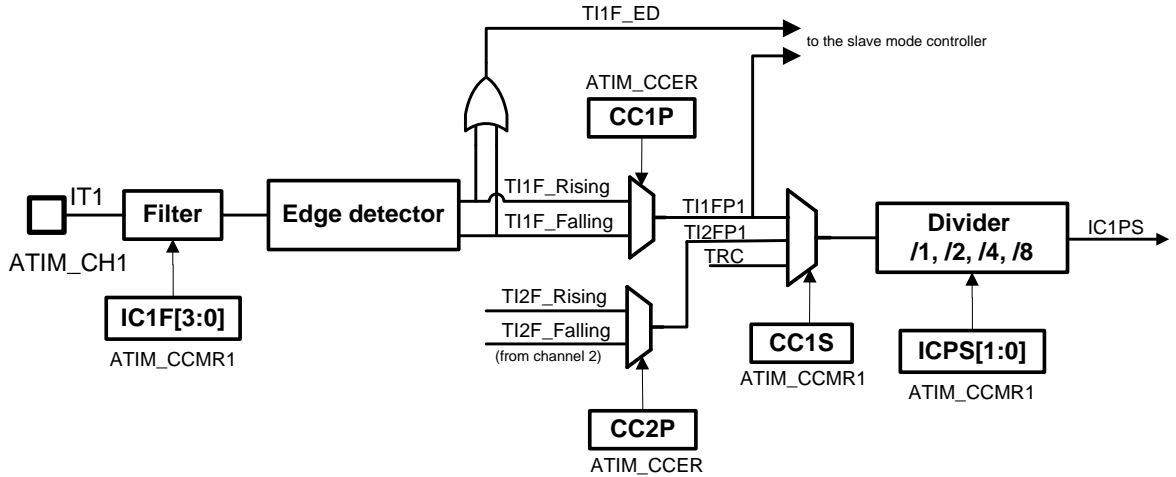 TI1F_ED
to the slave mode controller
ATIM_CCER
CC1P
IT1
Filter
Edge detector
TI1F_Rising
TI1F_Falling
TI1FP1
TI2FP1
TRC
Divider
/1, /2, /4, /8
IC1PS
ATIM_CH1
IC1F[3:0]
ATIM_CCMR1
TI2F_Rising
TI2F_Falling
(from channel 2)
CC1S
ATIM_CCMR1
ICPS[1:0]
ATIM_CCMR1
CC2P
ATIM_CCER